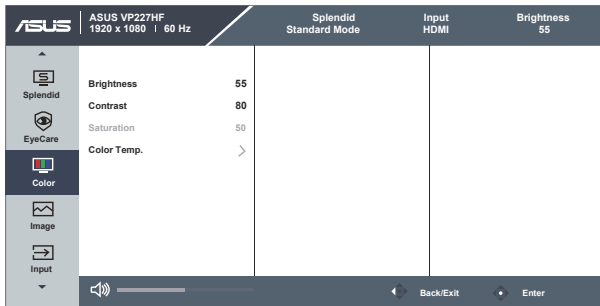 ASUS
ASUS VP227HF
1920 x 1080 | 60 Hz
Splendid
Standard Mode
Input
HDMI
Brightness
55
Splendid
EyeCare
Color
Image
Input
Brightness 55
Contrast 80
Saturation 50
Color Temp.
Back/Exit
Enter